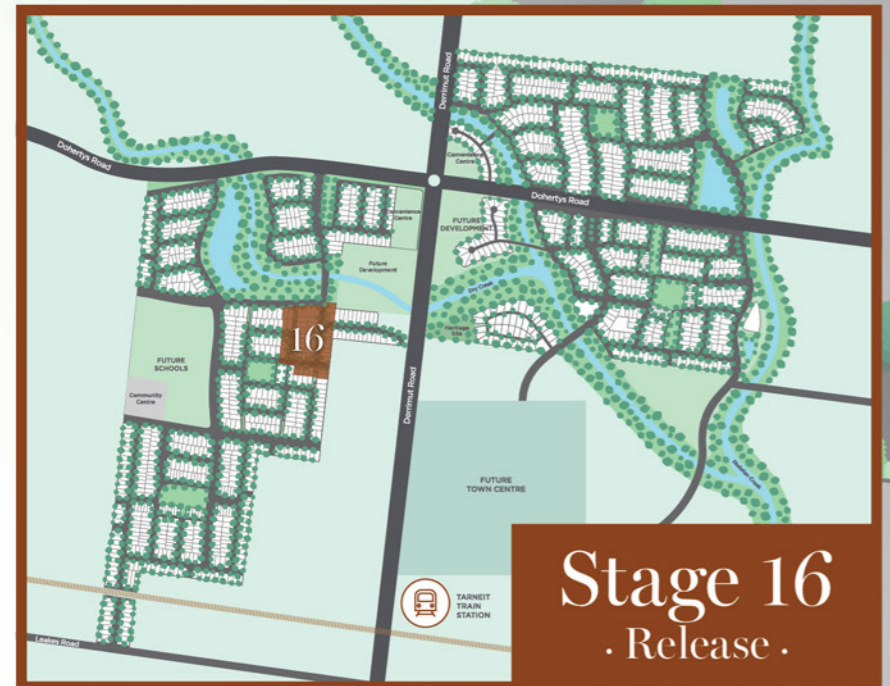 Derrimut Road
Dohertys Road
Convenience
Centre
Dohertys Road
Convenience
Centre
FUTURE
DEVELOPMENT
Future
Development
Dry Creek
Heritage
Site
16
FUTURE
SCHOOLS
Community
Centre
Derrimut Road
FUTURE
TOWN CENTRE
TARNEIT
TRAIN
STATION
Leakes Road
Stage 16
· Release ·